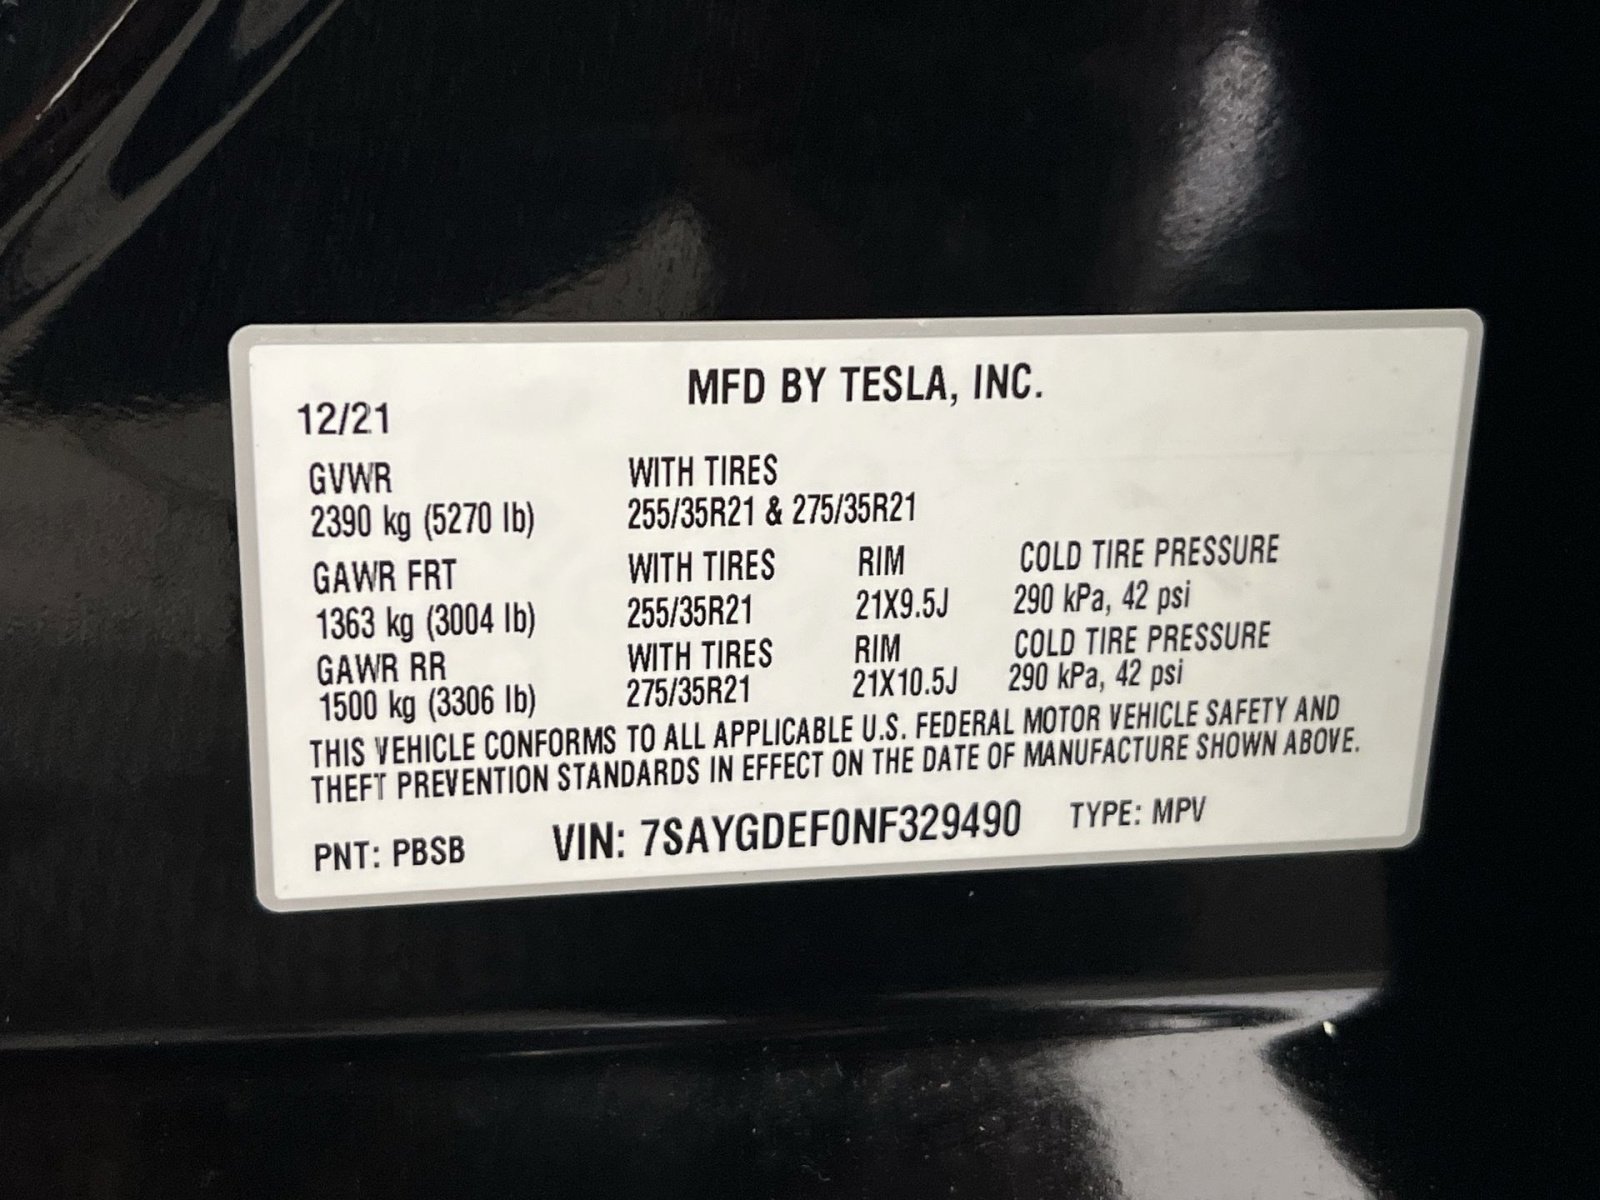 MFD BY TESLA, INC.
12/21
GVWR WITH TIRES
2390 kg (5270 lb) 255/35R21 & 275/35R21
GAWR FRT WITH TIRES RIM COLD TIRE PRESSURE
1363 kg (3004 lb) 255/35R21 21X9.5J 290 kPa, 42 psi
GAWR RR WITH TIRES RIM COLD TIRE PRESSURE
1500 kg (3306 lb) 275/35R21 21X10.5J 290 kPa, 42 psi
THIS VEHICLE CONFORMS TO ALL APPLICABLE U.S. FEDERAL MOTOR VEHICLE SAFETY AND
THEFT PREVENTION STANDARDS IN EFFECT ON THE DATE OF MANUFACTURE SHOWN ABOVE.
PNT: PBSB VIN: 7SAYGDEF0NF329490 TYPE: MPV